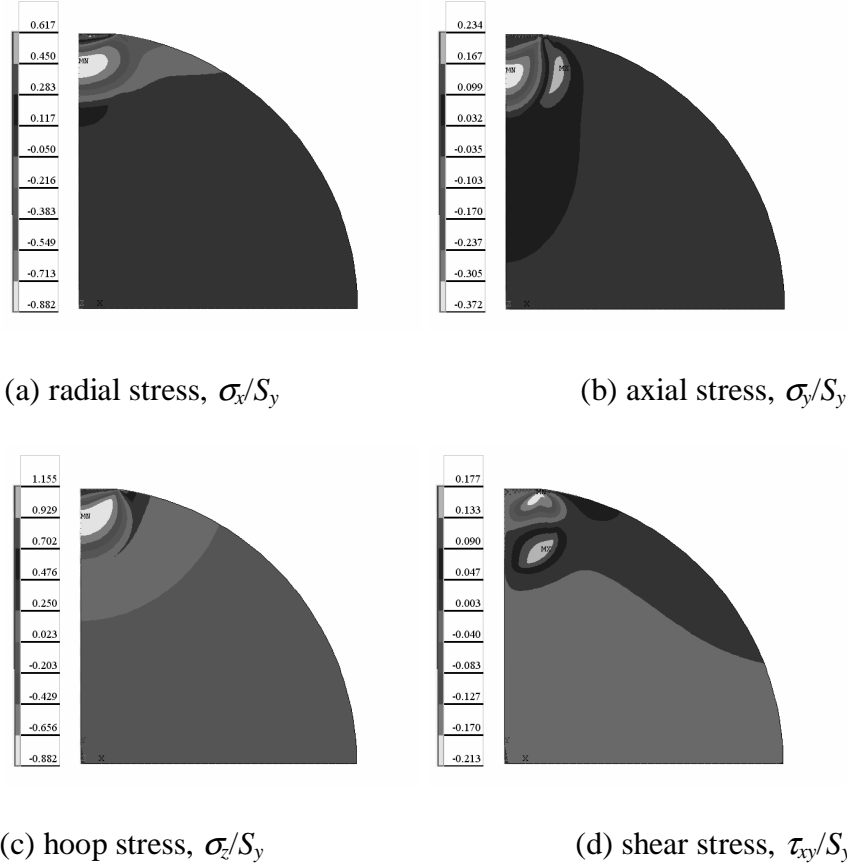 0.617
0.450
0.283
0.117
-0.050
-0.216
-0.383
-0.549
-0.713
-0.882
MN
X
0.234
0.167
0.099
0.032
-0.035
-0.103
-0.170
-0.237
-0.305
-0.372
MN
MX
X
(a) radial stress, σx/Sy
(b) axial stress, σy/Sy
1.155
0.929
0.702
0.476
0.250
0.023
-0.203
-0.429
-0.656
-0.882
MN
Y
X
0.177
0.133
0.090
0.047
0.003
-0.040
-0.083
-0.127
-0.170
-0.213
MX
Y
X
(c) hoop stress, σz/Sy
(d) shear stress, τxy/Sy